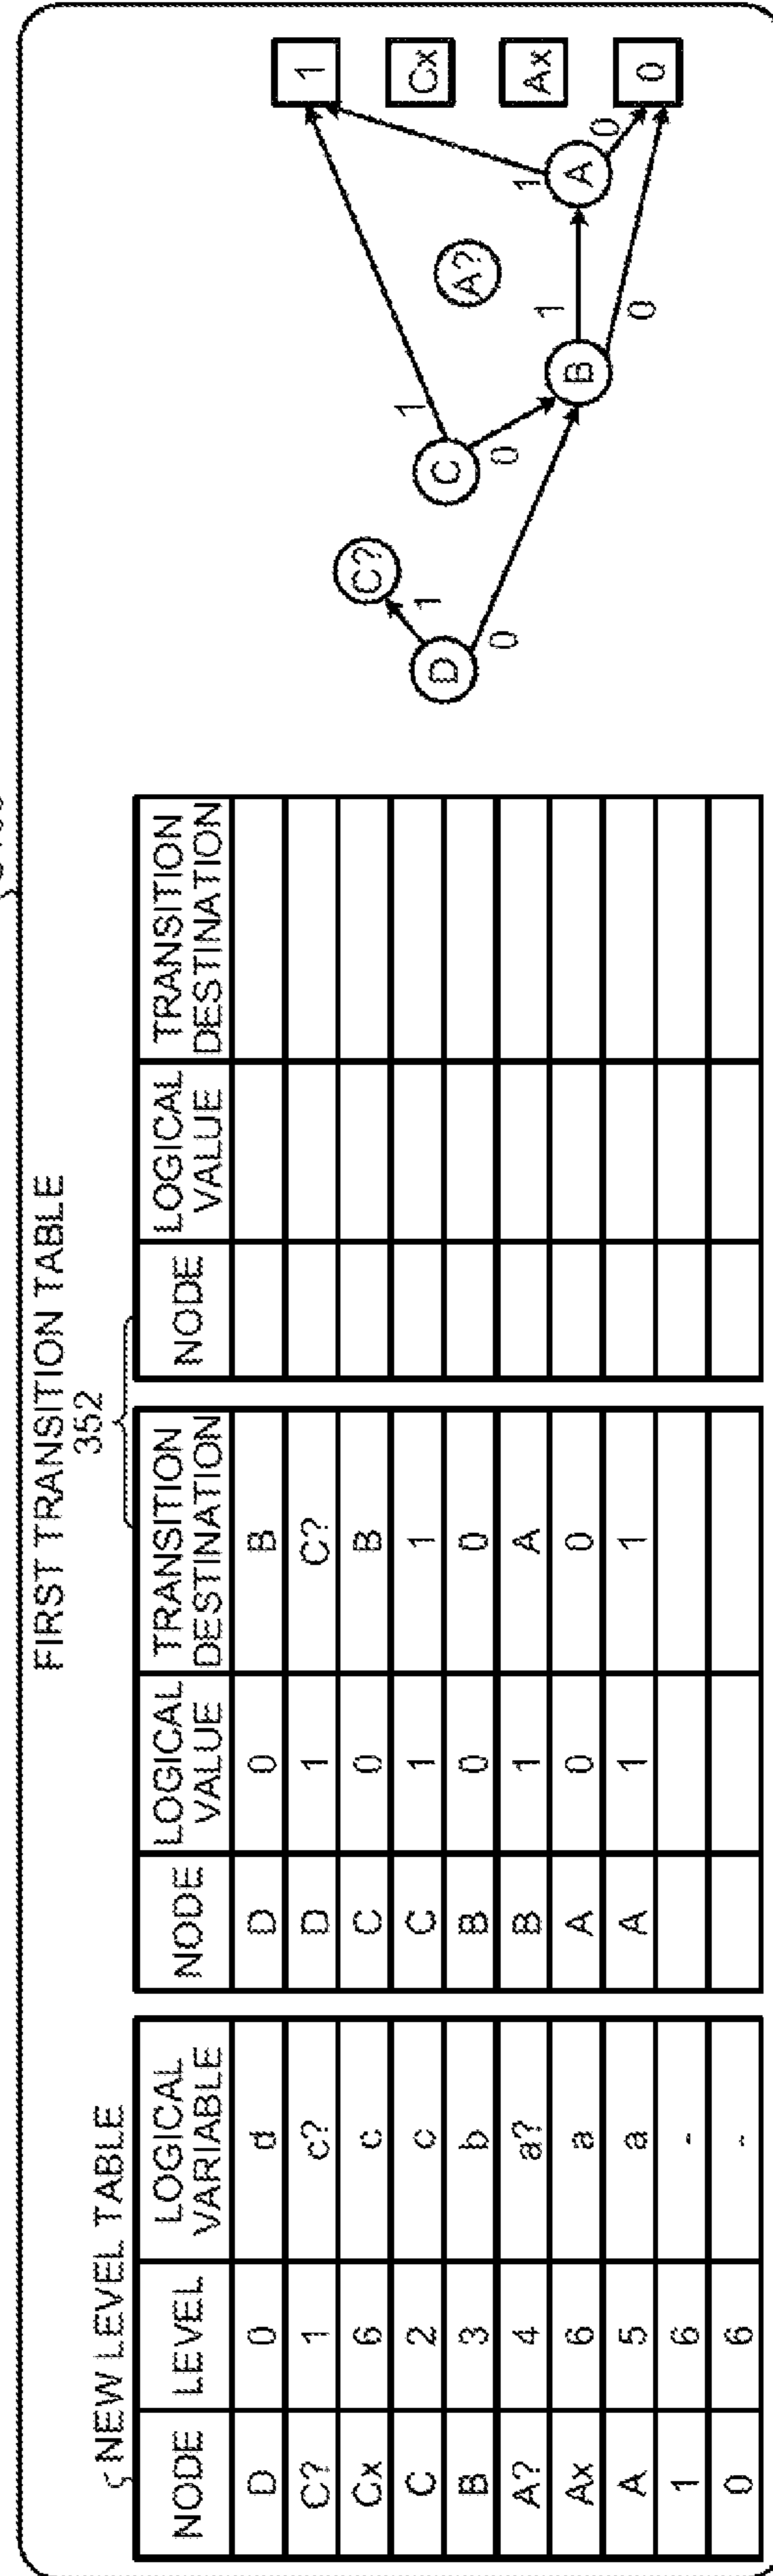 FIRST TRANSITION TABLE
352
NEW LEVEL TABLE
NODE LEVEL LOGICAL VARIABLE
D 0 d
C? 1 c?
Cx 6 c
C 2 c
B 3 b
A? 4 a?
Ax 6 a
A 5 a
1 6 -
0 6 -
NODE LOGICAL VALUE TRANSITION DESTINATION
D 0 B
D 1 C?
C 0 B
C 1 1
B 0 0
B 1 A
A 0 0
A 1 1
NODE LOGICAL VALUE TRANSITION DESTINATION
D
1
0
C?
C
1
0
B
1
0
A?
A
1
0
1
Cx
Ax
0